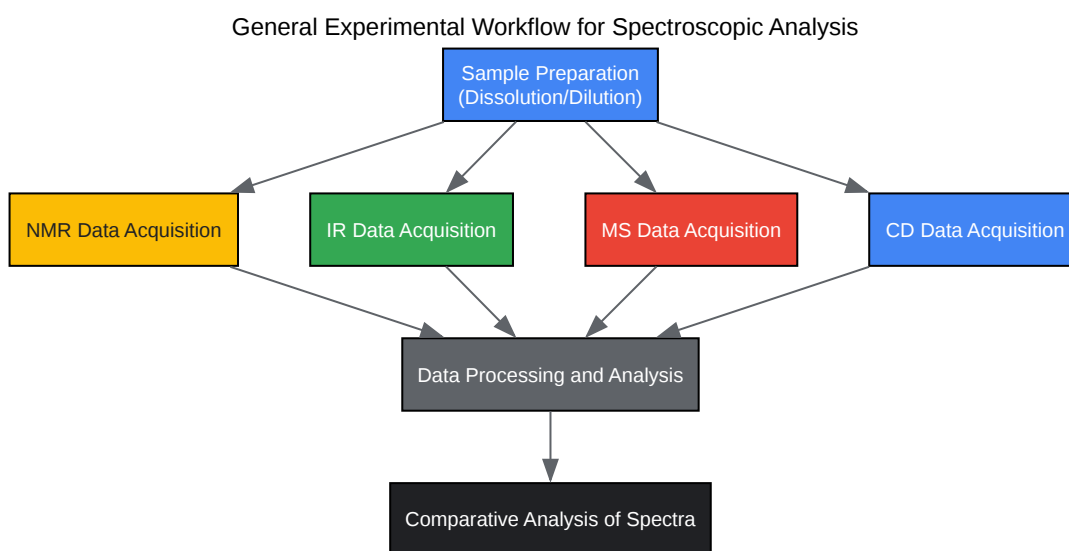 General Experimental Workflow for Spectroscopic Analysis
Sample Preparation
(Dissolution/Dilution)
NMR Data Acquisition
IR Data Acquisition
MS Data Acquisition
CD Data Acquisition
Data Processing and Analysis
Comparative Analysis of Spectra